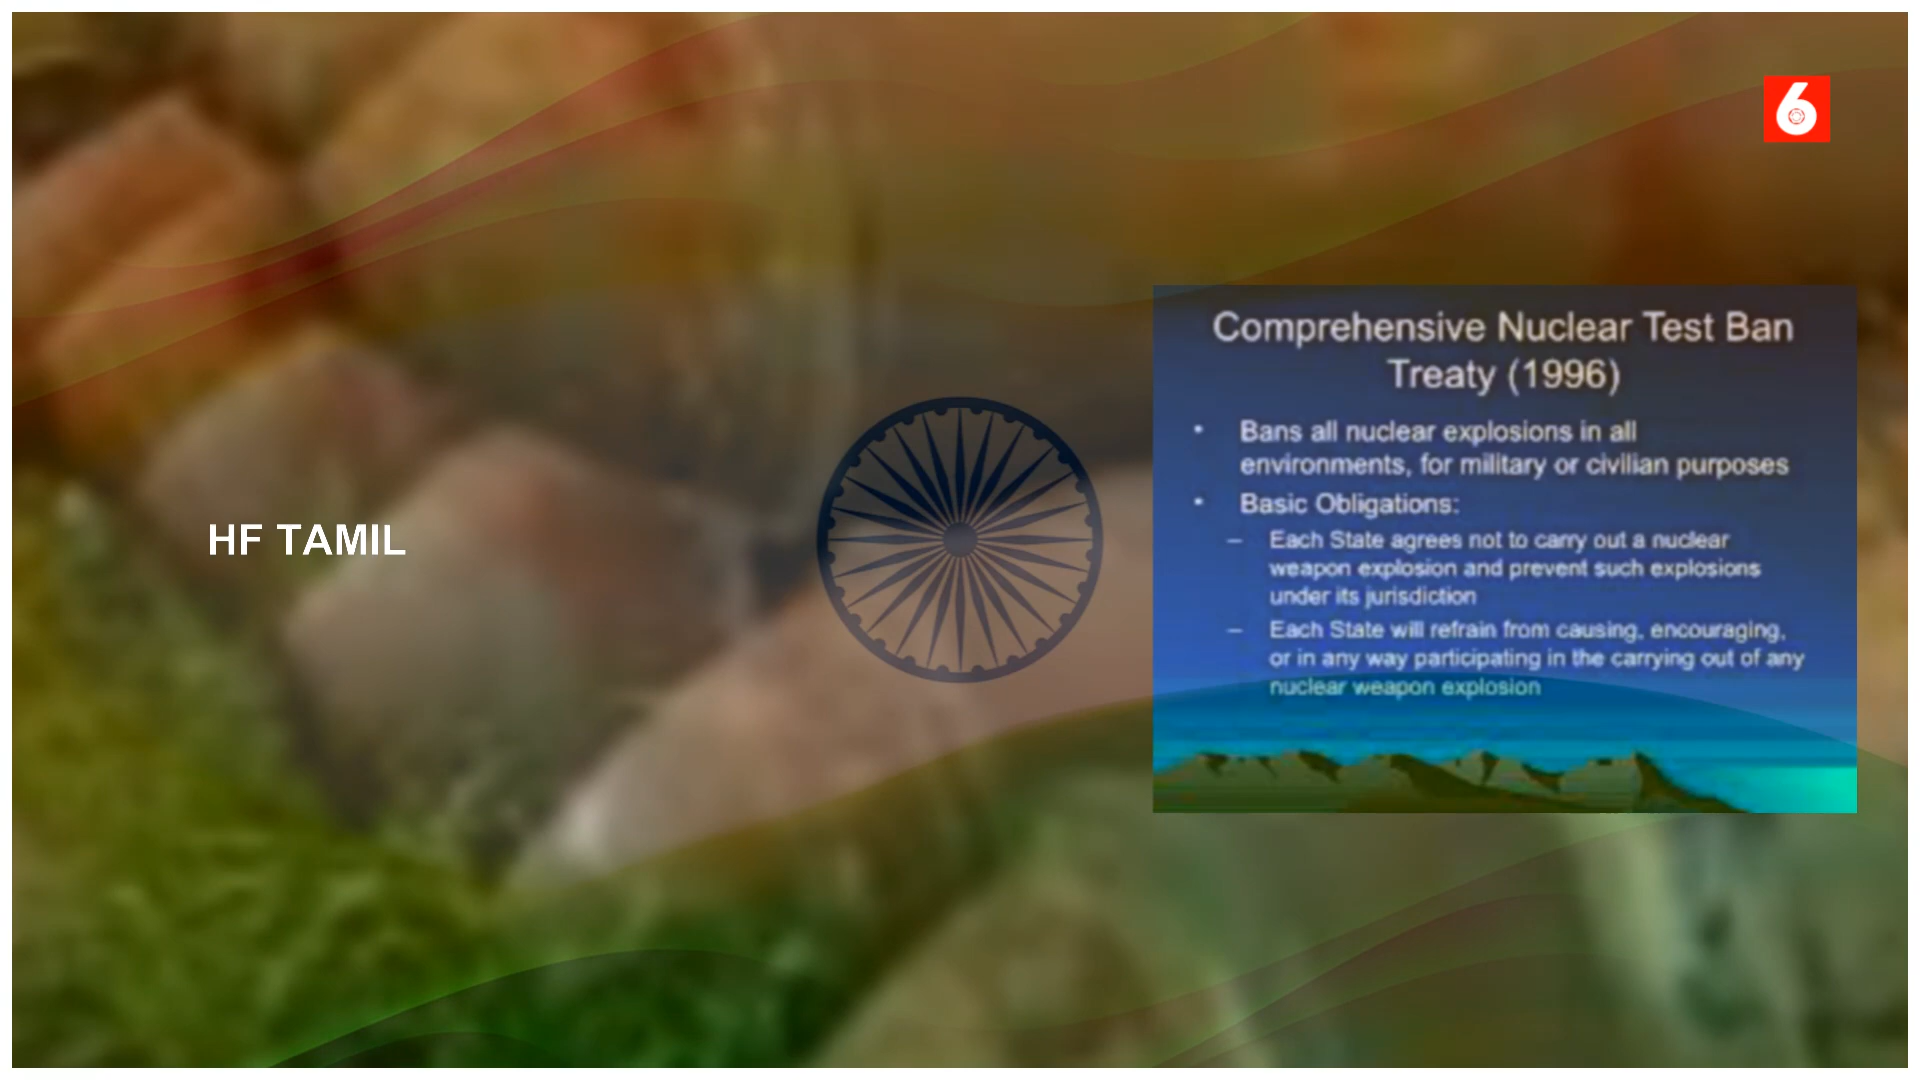 6
HF TAMIL
Comprehensive Nuclear Test Ban
Treaty (1996)
• Bans all nuclear explosions in all
environments, for military or civilian purposes
• Basic Obligations:
– Each State agrees not to carry out a nuclear
weapon explosion and prevent such explosions
under its jurisdiction
– Each State will refrain from causing, encouraging,
or in any way participating in the carrying out of any
nuclear weapon explosion